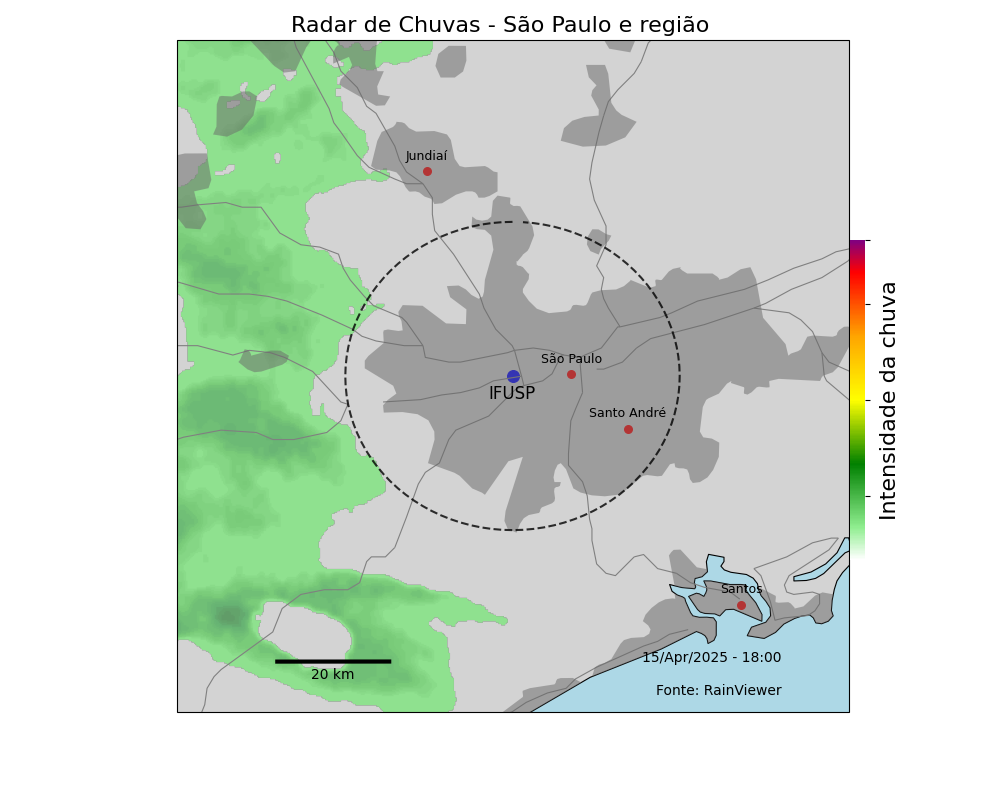 Radar de Chuvas - São Paulo e região
Jundiaí
São Paulo
IFUSP
Santo André
Intensidade da chuva
Santos
15/Apr/2025 - 18:00
20 km
Fonte: RainViewer